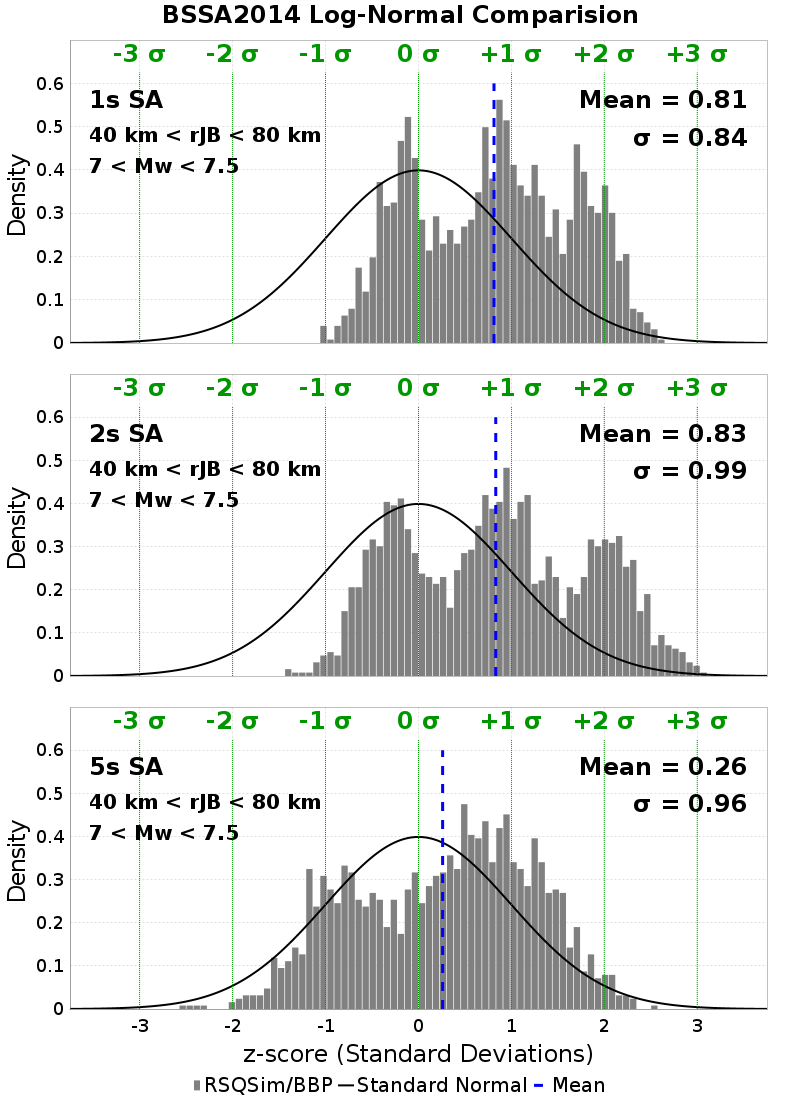 BSSA2014 Log-Normal Comparision
-3 σ -2 σ -1 σ 0 σ +1 σ +2 σ +3 σ
0.6
1s SA Mean = 0.81
0.5
40 km < rJB < 80 km σ = 0.84
7 < Mw < 7.5
0.4
0.3
0.2
0.1
0
Density
-3 σ -2 σ -1 σ 0 σ +1 σ +2 σ +3 σ
0.6
2s SA Mean = 0.83
0.5
40 km < rJB < 80 km σ = 0.99
7 < Mw < 7.5
0.4
0.3
0.2
0.1
0
Density
-3 σ -2 σ -1 σ 0 σ +1 σ +2 σ +3 σ
0.6
5s SA Mean = 0.26
0.5
40 km < rJB < 80 km σ = 0.96
7 < Mw < 7.5
0.4
0.3
0.2
0.1
0
Density
-3 -2 -1 0 1 2 3
z-score (Standard Deviations)
RSQSim/BBP Standard Normal Mean